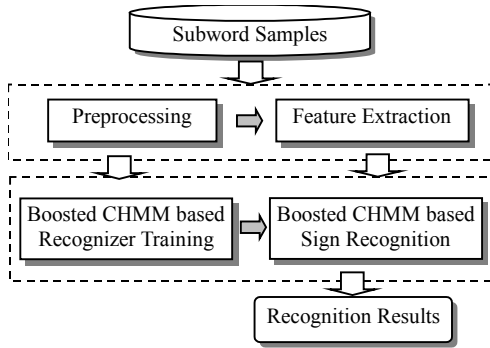 Subword Samples
Preprocessing
Feature Extraction
Boosted CHMM based
Recognizer Training
Boosted CHMM based
Sign Recognition
Recognition Results